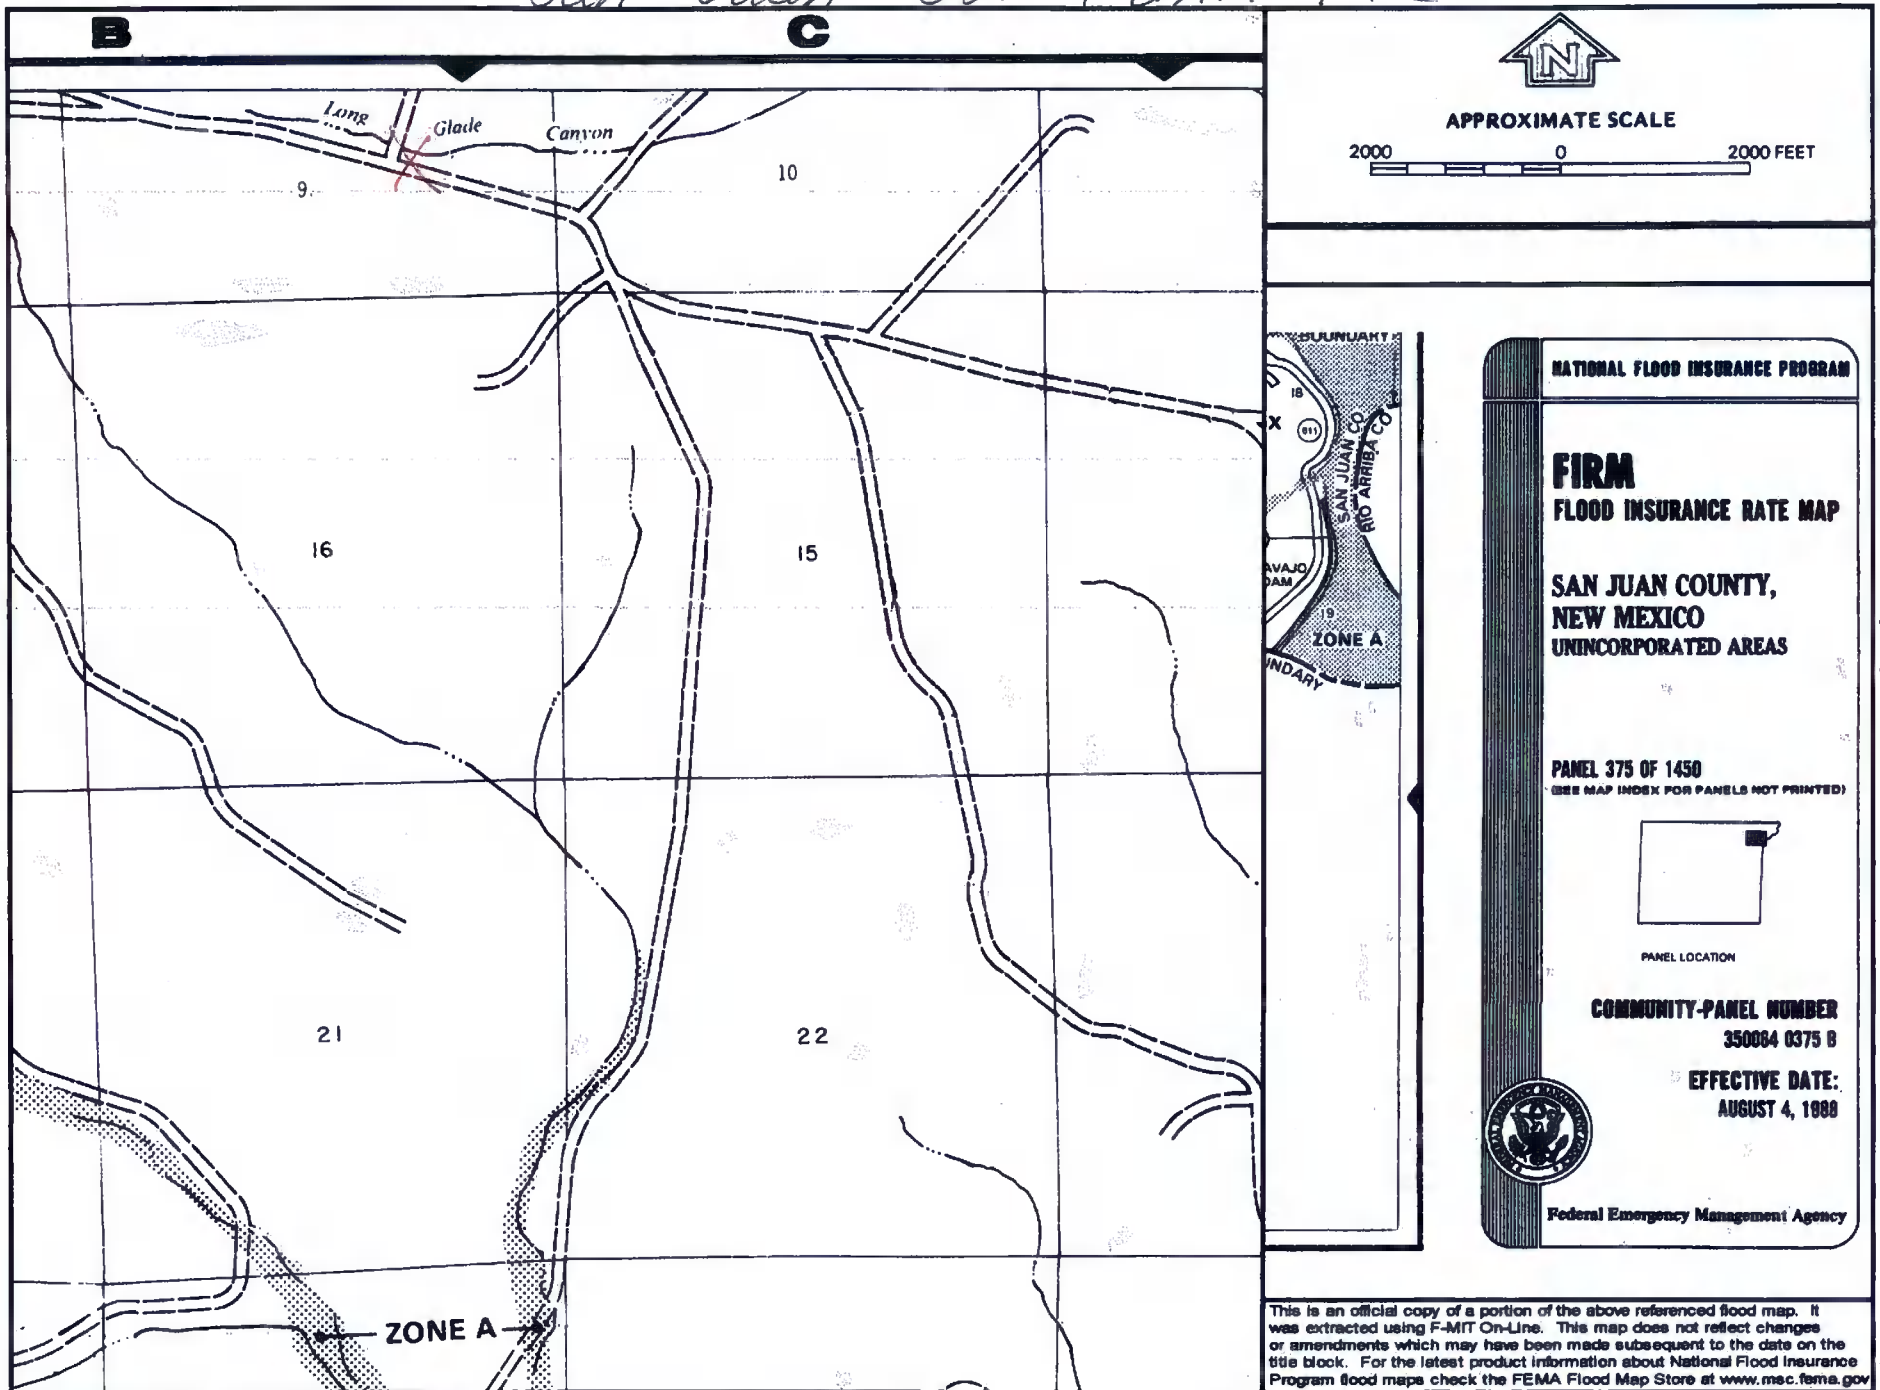 B
C
N
APPROXIMATE SCALE
2000 0 2000 FEET
Long Glade Canyon
9
10
16
15
21
22
ZONE A
BOUNDARY
18
X
511
SAN JUAN CO
RIO ARRIBA CO
AVAJO
DAM
19
ZONE A
UNDARY
NATIONAL FLOOD INSURANCE PROGRAM
FIRM
FLOOD INSURANCE RATE MAP
SAN JUAN COUNTY,
NEW MEXICO
UNINCORPORATED AREAS
PANEL 375 OF 1450
(SEE MAP INDEX FOR PANELS NOT PRINTED)
PANEL LOCATION
COMMUNITY-PANEL NUMBER
350064 0375 B
EFFECTIVE DATE:
AUGUST 4, 1988
Federal Emergency Management Agency
This is an official copy of a portion of the above referenced flood map. It
was extracted using F-MIT On-Line. This map does not reflect changes
or amendments which may have been made subsequent to the date on the
title block. For the latest product information about National Flood Insurance
Program flood maps check the FEMA Flood Map Store at www.msc.fema.gov